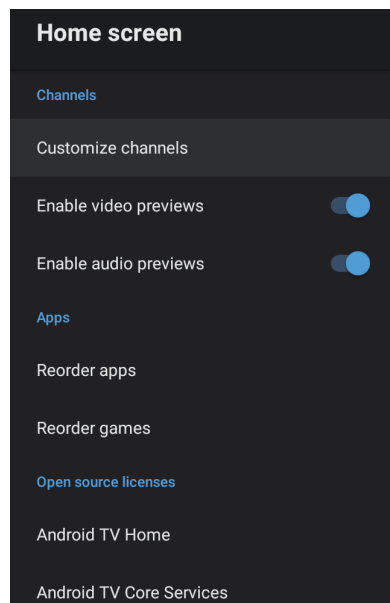 Home screen
Channels
Customize channels
Enable video previews
Enable audio previews
Apps
Reorder apps
Reorder games
Open source licenses
Android TV Home
Android TV Core Services